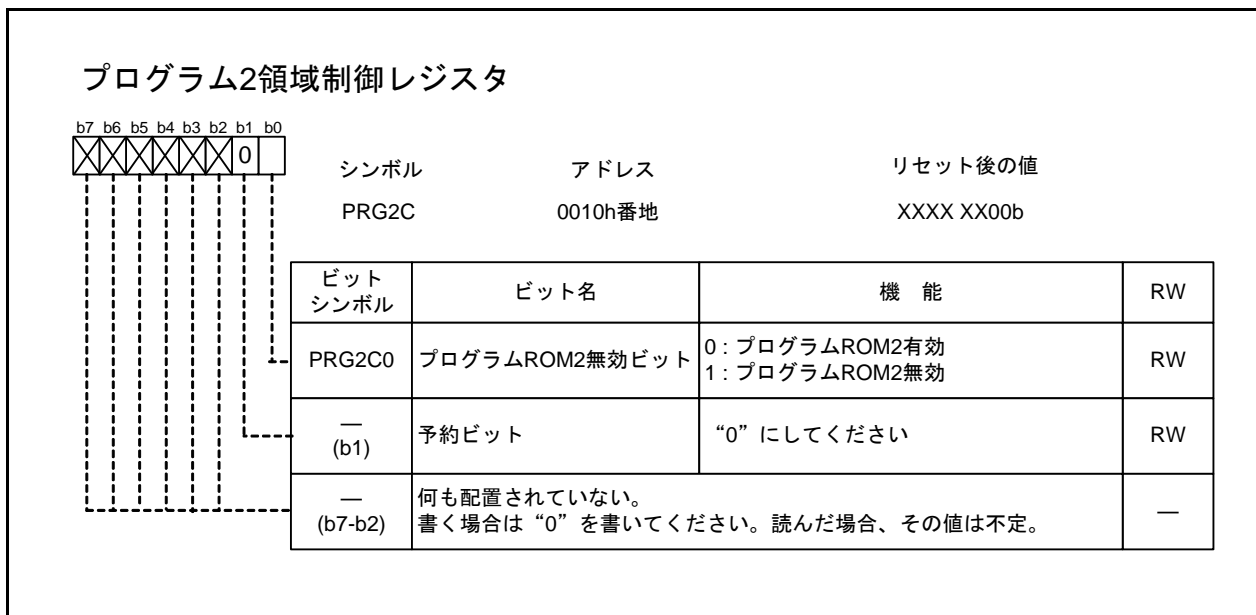 プログラム2領域制御レジスタ
b7 b6 b5 b4 b3 b2 b1 b0
0
シンボル アドレス リセット後の値
PRG2C 0010h番地 XXXX XX00b
ビット
シンボル
ビット名
機 能
RW
PRG2C0
プログラムROM2無効ビット
0 : プログラムROM2有効
1 : プログラムROM2無効
RW
—
(b1)
予約ビット
“0”にしてください
RW
—
(b7-b2)
何も配置されていない。
書く場合は“0”を書いてください。読んだ場合、その値は不定。
—